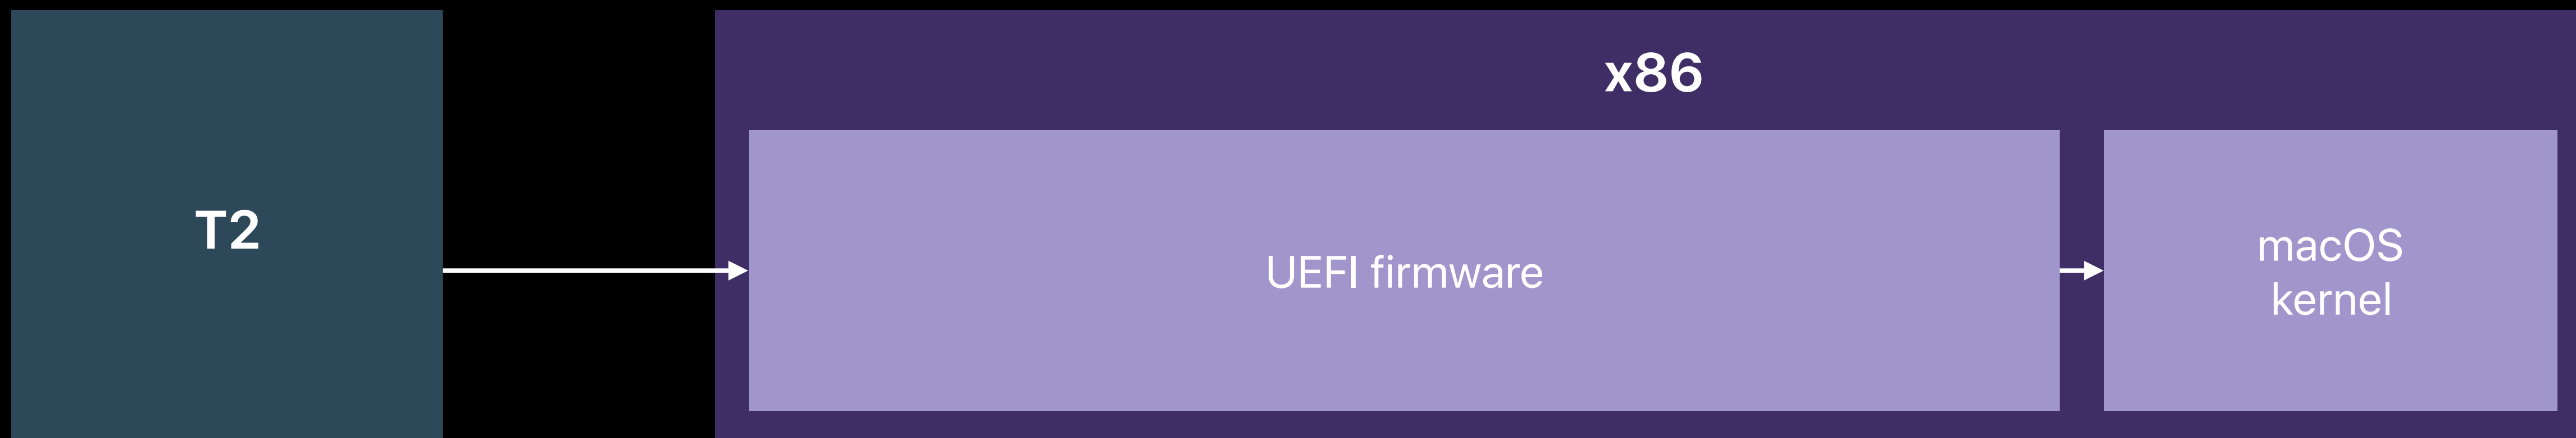 T2
x86
UEFI firmware
macOS
kernel